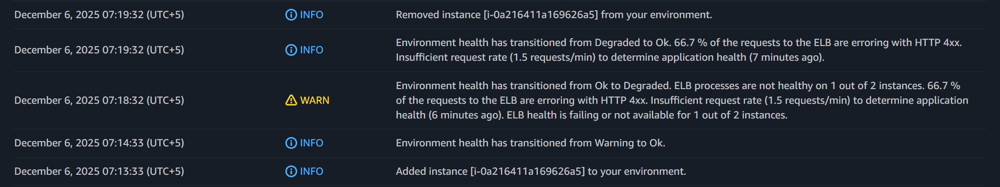 December 6, 2025 07:19:32 (UTC+5) INFO Removed instance [i-0a216411a169626a5] from your environment.
December 6, 2025 07:19:32 (UTC+5) INFO Environment health has transitioned from Degraded to Ok. 66.7 % of the requests to the ELB are erroring with HTTP 4xx.
Insufficient request rate (1.5 requests/min) to determine application health (7 minutes ago).
December 6, 2025 07:18:32 (UTC+5) WARN Environment health has transitioned from Ok to Degraded. ELB processes are not healthy on 1 out of 2 instances. 66.7 %
of the requests to the ELB are erroring with HTTP 4xx. Insufficient request rate (1.5 requests/min) to determine application
health (6 minutes ago). ELB health is failing or not available for 1 out of 2 instances.
December 6, 2025 07:14:33 (UTC+5) INFO Environment health has transitioned from Warning to Ok.
December 6, 2025 07:13:33 (UTC+5) INFO Added instance [i-0a216411a169626a5] to your environment.